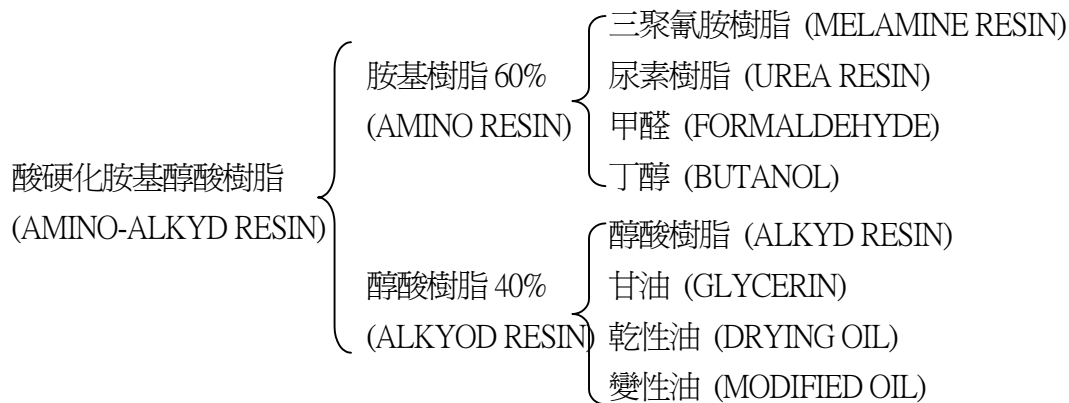 酸硬化胺基醇酸樹脂
(AMINO-ALKYD RESIN)
胺基樹脂 60%
(AMINO RESIN)
三聚氰胺樹脂 (MELAMINE RESIN)
尿素樹脂 (UREA RESIN)
甲醛 (FORMALDEHYDE)
丁醇 (BUTANOL)
醇酸樹脂 40%
(ALKYOD RESIN)
醇酸樹脂 (ALKYD RESIN)
甘油 (GLYCERIN)
乾性油 (DRYING OIL)
變性油 (MODIFIED OIL)